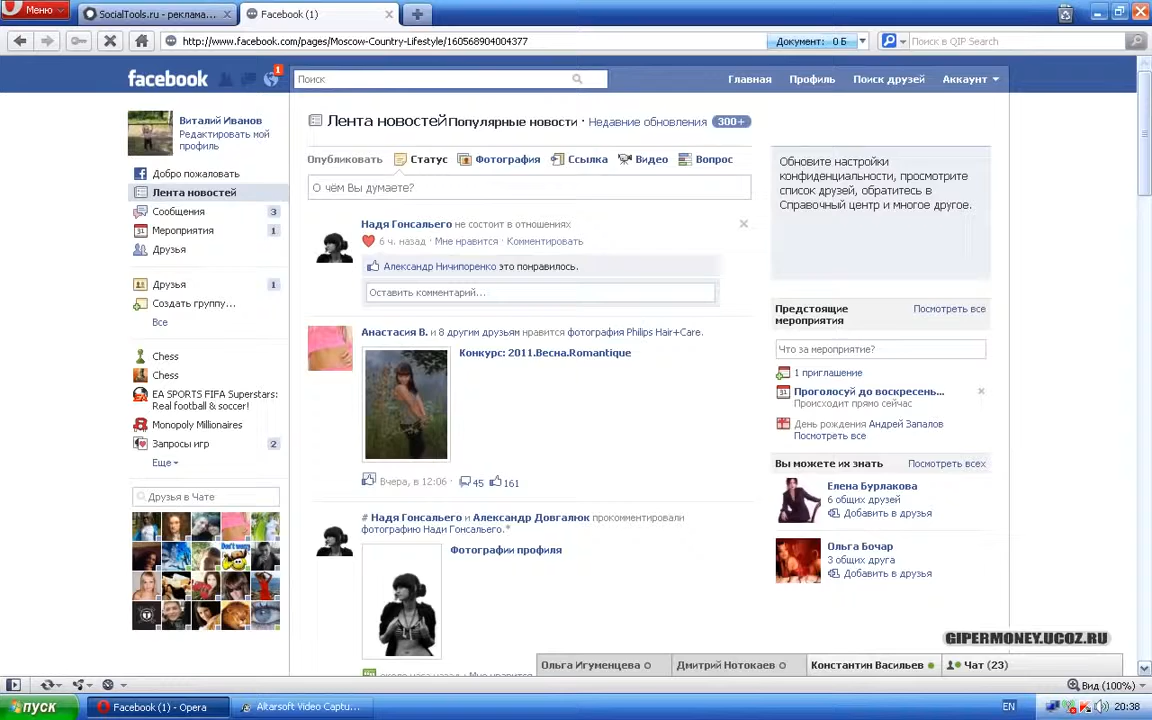 Меню
SocialTools.ru - реклама...
Facebook (1)
http://www.facebook.com/pages/Moscow-Country-Lifestyle/160568904004377
Документ: 0 Б
Поиск в QIP Search
facebook
1
Поиск
Главная
Профиль
Поиск друзей
Аккаунт
Виталий Иванов
Редактировать мой
профиль
Добро пожаловать
Лента новостей
Сообщения 3
Мероприятия 1
Друзья
Друзья 1
Создать группу...
Все
Chess
Chess
EA SPORTS FIFA Superstars:
Real football & soccer!
Monopoly Millionaires
Запросы игр 2
Еще
Друзья в Чате
Лента новостей Популярные новости · Недавние обновления 300+
Опубликовать Статус Фотография Ссылка Видео Вопрос
О чём Вы думаете?
Надя Гонсальего не состоит в отношениях
6 ч. назад · Мне нравится · Комментировать
Александр Ничипоренко это понравилось.
Оставить комментарий...
Анастасия В. и 8 другим друзьям нравится фотография Philips Hair+Care.
Конкурс: 2011.Весна.Romantique
Вчера, в 12:06 · 45 161
# Надя Гонсальего и Александр Довгалюк прокомментировали
фотографию Нади Гонсальего.*
Фотографии профиля
около часа назад · Мне нравится
Обновите настройки
конфиденциальности, просмотрите
список друзей, обратитесь в
Справочный центр и многое другое.
Предстоящие
мероприятия
Посмотреть все
Что за мероприятие?
1 приглашение
Проголосуй до воскресень...
Происходит прямо сейчас
День рождения Андрей Запалов
Посмотреть все
Вы можете их знать
Посмотреть всех
Елена Бурлакова
6 общих друзей
Добавить в друзья
Ольга Бочар
3 общих друга
Добавить в друзья
GIPERMONEY.UCOZ.RU
Ольга Игуменцева
Дмитрий Нотокаев
Константин Васильев
Чат (23)
Вид (100%)
пуск
Facebook (1) - Opera
Altarsoft Video Captu...
EN
20:38